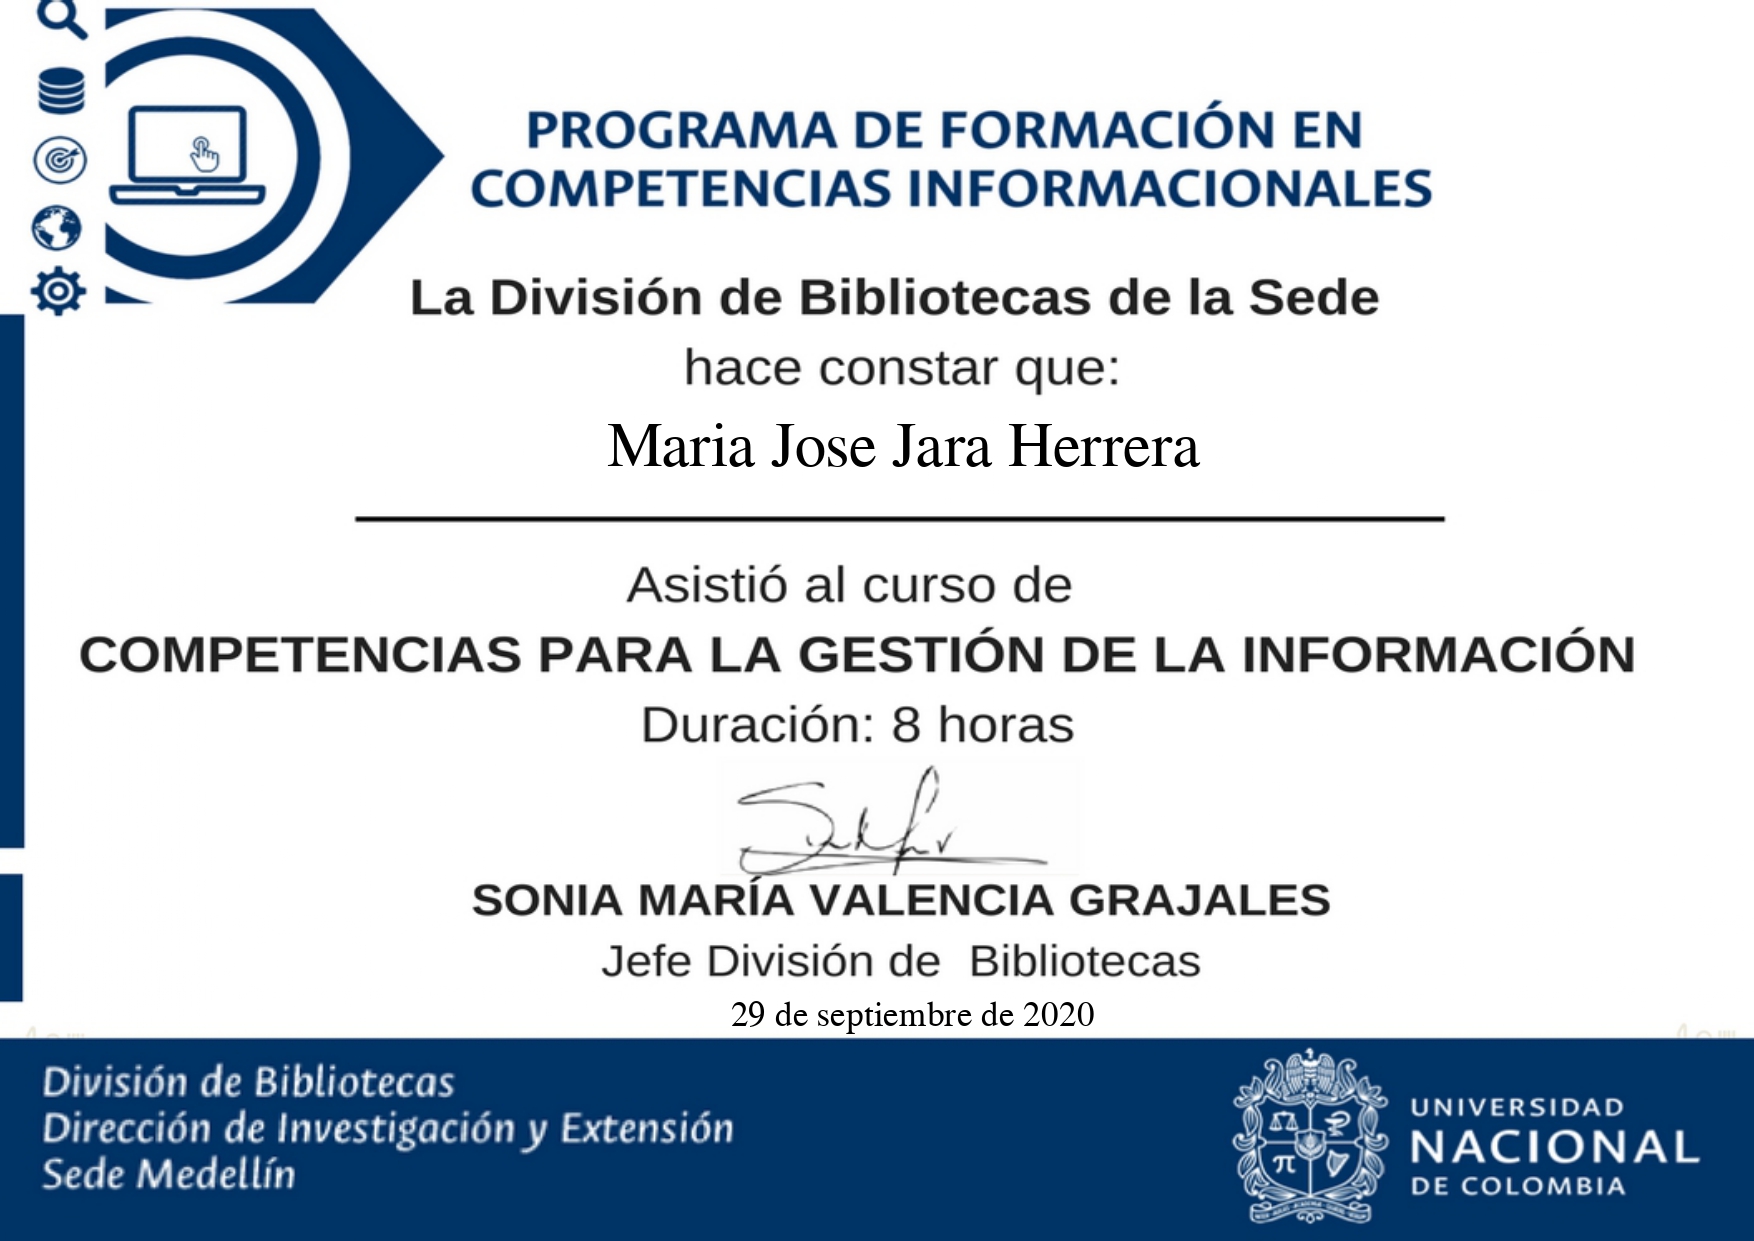 PROGRAMA DE FORMACIÓN EN
COMPETENCIAS INFORMACIONALES
La División de Bibliotecas de la Sede
hace constar que:
Maria Jose Jara Herrera
Asistió al curso de
COMPETENCIAS PARA LA GESTIÓN DE LA INFORMACIÓN
Duración: 8 horas
SONIA MARÍA VALENCIA GRAJALES
Jefe División de Bibliotecas
29 de septiembre de 2020
División de Bibliotecas
Dirección de Investigación y Extensión
Sede Medellín
UNIVERSIDAD
NACIONAL
DE COLOMBIA